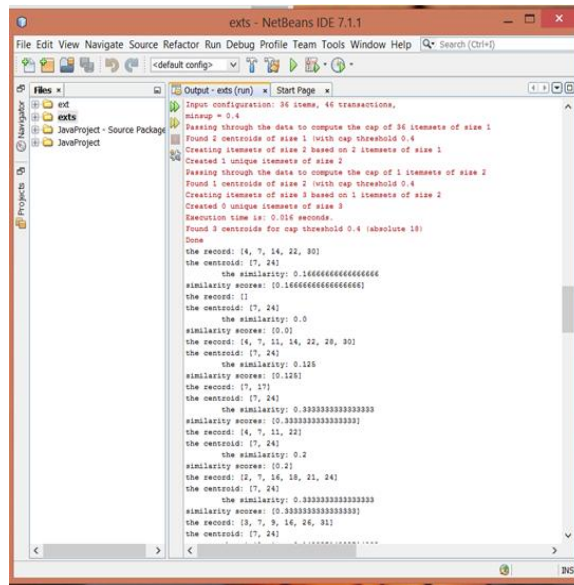 exts - NetBeans IDE 7.1.1
File Edit View Navigate Source Refactor Run Debug Profile Team Tools Window Help Search (Ctrl+I)
<default config>
Files
Output - exts (run) Start Page
ext
exts
JavaProject - Source Package
JavaProject
Navigator
Projects
Input configuration: 36 items, 46 transactions,
minsup = 0.4
Passing through the data to compute the cap of 36 itemsets of size 1
Found 2 centroids of size 1 (with cap threshold 0.4
Creating itemsets of size 2 based on 2 itemsets of size 1
Created 1 unique itemsets of size 2
Passing through the data to compute the cap of 1 itemsets of size 2
Found 1 centroids of size 2 (with cap threshold 0.4
Creating itemsets of size 3 based on 1 itemsets of size 2
Created 0 unique itemsets of size 3
Execution time is: 0.016 seconds.
Found 3 centroids for cap threshold 0.4 (absolute 18)
Done
the record: [4, 7, 14, 22, 30]
the centroid: [7, 24]
the similarity: 0.16666666666666666
similarity scores: [0.16666666666666666]
the record: []
the centroid: [7, 24]
the similarity: 0.0
similarity scores: [0.0]
the record: [4, 7, 11, 14, 22, 28, 30]
the centroid: [7, 24]
the similarity: 0.125
similarity scores: [0.125]
the record: [7, 17]
the centroid: [7, 24]
the similarity: 0.3333333333333333
similarity scores: [0.3333333333333333]
the record: [4, 7, 11, 22]
the centroid: [7, 24]
the similarity: 0.2
similarity scores: [0.2]
the record: [2, 7, 16, 18, 21, 24]
the centroid: [7, 24]
the similarity: 0.3333333333333333
similarity scores: [0.3333333333333333]
the record: [3, 7, 9, 16, 26, 31]
the centroid: [7, 24]
INS